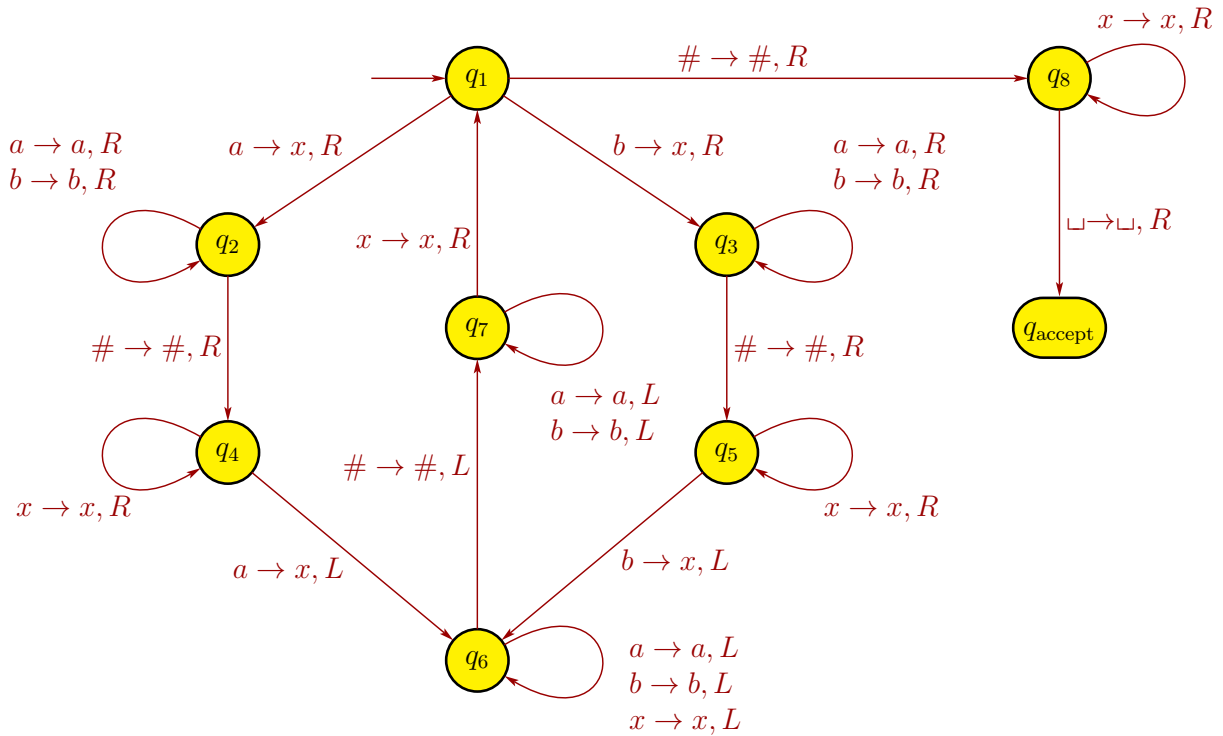 x → x, R
# → #, R
q₁
q₈
a → a, R
b → b, R
a → x, R
b → x, R
a → a, R
b → b, R
q₂
x → x, R
q₃
␣→␣, R
q₇
q_accept
# → #, R
# → #, R
a → a, L
b → b, L
q₄
# → #, L
q₅
x → x, R
x → x, R
a → x, L
b → x, L
q₆
a → a, L
b → b, L
x → x, L